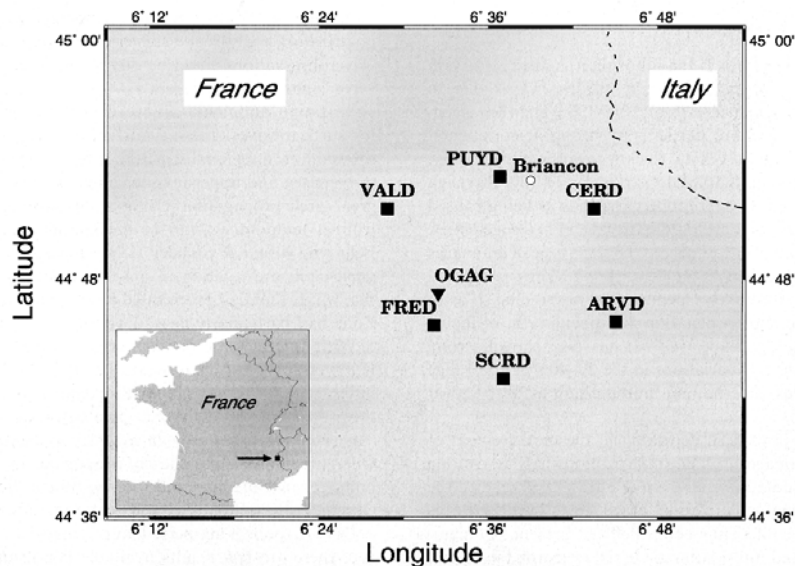 6° 12' 6° 24' 6° 36' 6° 48'
45° 00' 45° 00'
France Italy
PUYD Briancon
VALD CERD
Latitude
44° 48' OGAG 44° 48'
FRED ARVD
SCRD
France
44° 36' 44° 36'
6° 12' 6° 24' 6° 36' 6° 48'
Longitude